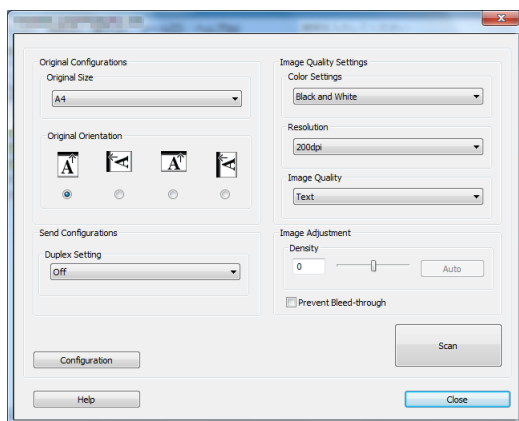 Original Configurations
Original Size
A4
Original Orientation
A A A A
Send Configurations
Duplex Setting
Off
Configuration
Help
Image Quality Settings
Color Settings
Black and White
Resolution
200dpi
Image Quality
Text
Image Adjustment
Density
0
Auto
Prevent Bleed-through
Scan
Close